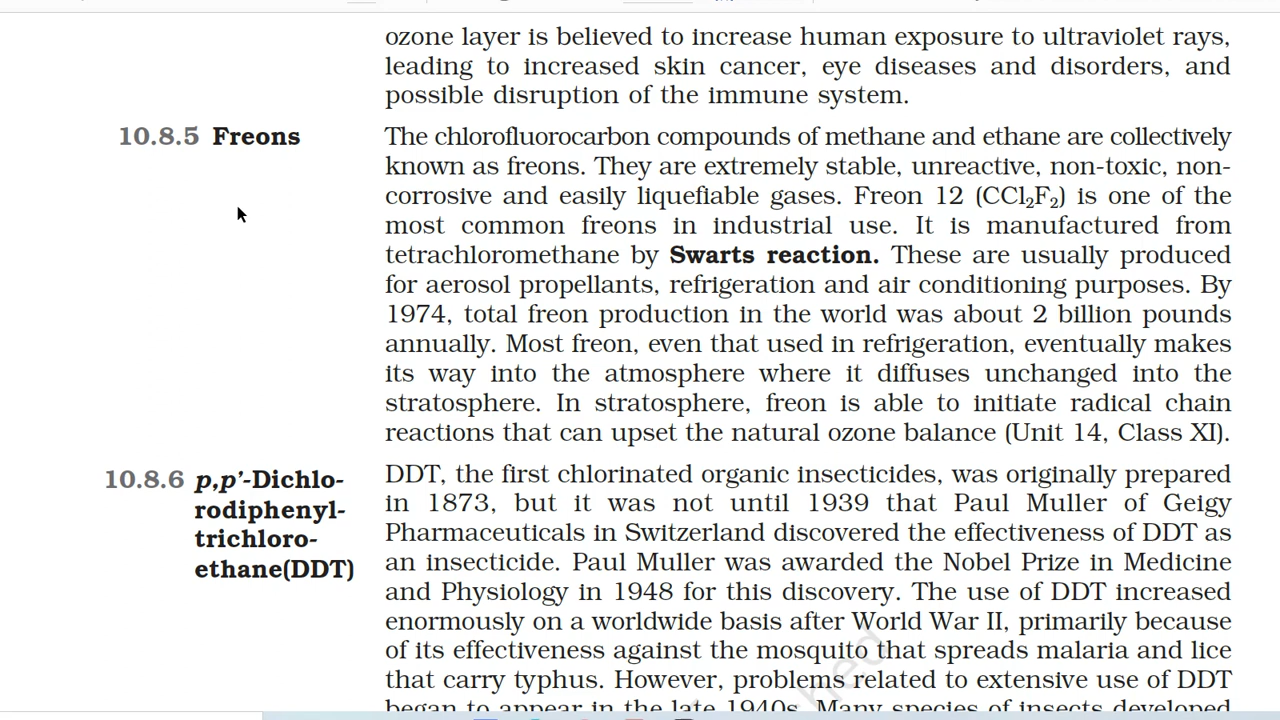 ozone layer is believed to increase human exposure to ultraviolet rays,
leading to increased skin cancer, eye diseases and disorders, and
possible disruption of the immune system.
10.8.5 Freons
The chlorofluorocarbon compounds of methane and ethane are collectively
known as freons. They are extremely stable, unreactive, non-toxic, non-
corrosive and easily liquefiable gases. Freon 12 (CCl₂F₂) is one of the
most common freons in industrial use. It is manufactured from
tetrachloromethane by Swarts reaction. These are usually produced
for aerosol propellants, refrigeration and air conditioning purposes. By
1974, total freon production in the world was about 2 billion pounds
annually. Most freon, even that used in refrigeration, eventually makes
its way into the atmosphere where it diffuses unchanged into the
stratosphere. In stratosphere, freon is able to initiate radical chain
reactions that can upset the natural ozone balance (Unit 14, Class XI).
10.8.6 p,p’-Dichlo-
rodiphenyl-
trichloro-
ethane(DDT)
DDT, the first chlorinated organic insecticides, was originally prepared
in 1873, but it was not until 1939 that Paul Muller of Geigy
Pharmaceuticals in Switzerland discovered the effectiveness of DDT as
an insecticide. Paul Muller was awarded the Nobel Prize in Medicine
and Physiology in 1948 for this discovery. The use of DDT increased
enormously on a worldwide basis after World War II, primarily because
of its effectiveness against the mosquito that spreads malaria and lice
that carry typhus. However, problems related to extensive use of DDT
began to appear in the late 1940s. Many species of insects developed